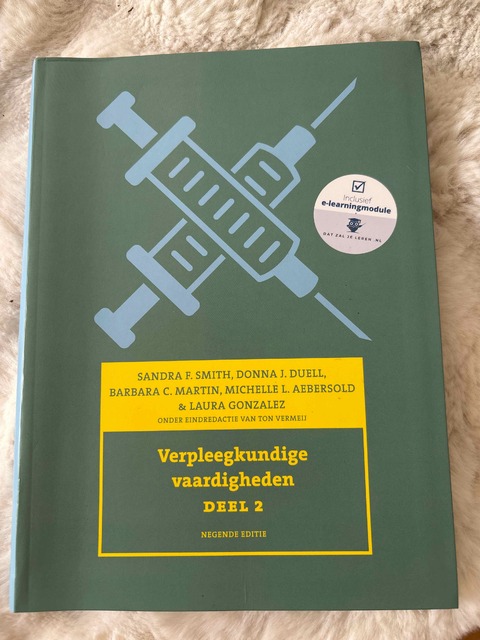 Inclusief
e-learningmodule
DAT ZAL JE LEREN .NL
SANDRA F. SMITH, DONNA J. DUELL,
BARBARA C. MARTIN, MICHELLE L. AEBERSOLD
& LAURA GONZALEZ
ONDER EINDREDACTIE VAN TON VERMEIJ
Verpleegkundige
vaardigheden
DEEL 2
NEGENDE EDITIE